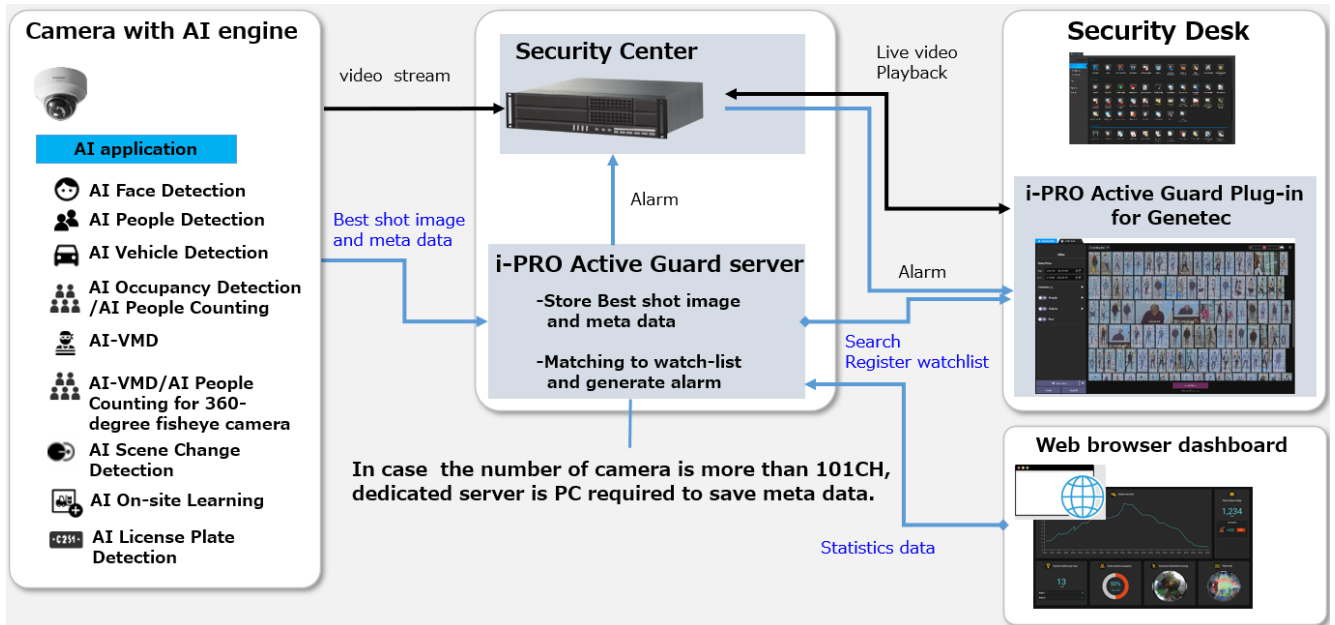 Camera with AI engine
AI application
AI Face Detection
AI People Detection
AI Vehicle Detection
AI Occupancy Detection
/AI People Counting
AI-VMD
AI-VMD/AI People
Counting for 360-
degree fisheye camera
AI Scene Change
Detection
AI On-site Learning
AI License Plate
Detection
video stream
Best shot image
and meta data
Security Center
Alarm
i-PRO Active Guard server
-Store Best shot image
and meta data
-Matching to watch-list
and generate alarm
In case the number of camera is more than 101CH,
dedicated server is PC required to save meta data.
Live video
Playback
Alarm
Search
Register watchlist
Statistics data
Security Desk
i-PRO Active Guard Plug-in
for Genetec
Web browser dashboard
1,234
13
50%